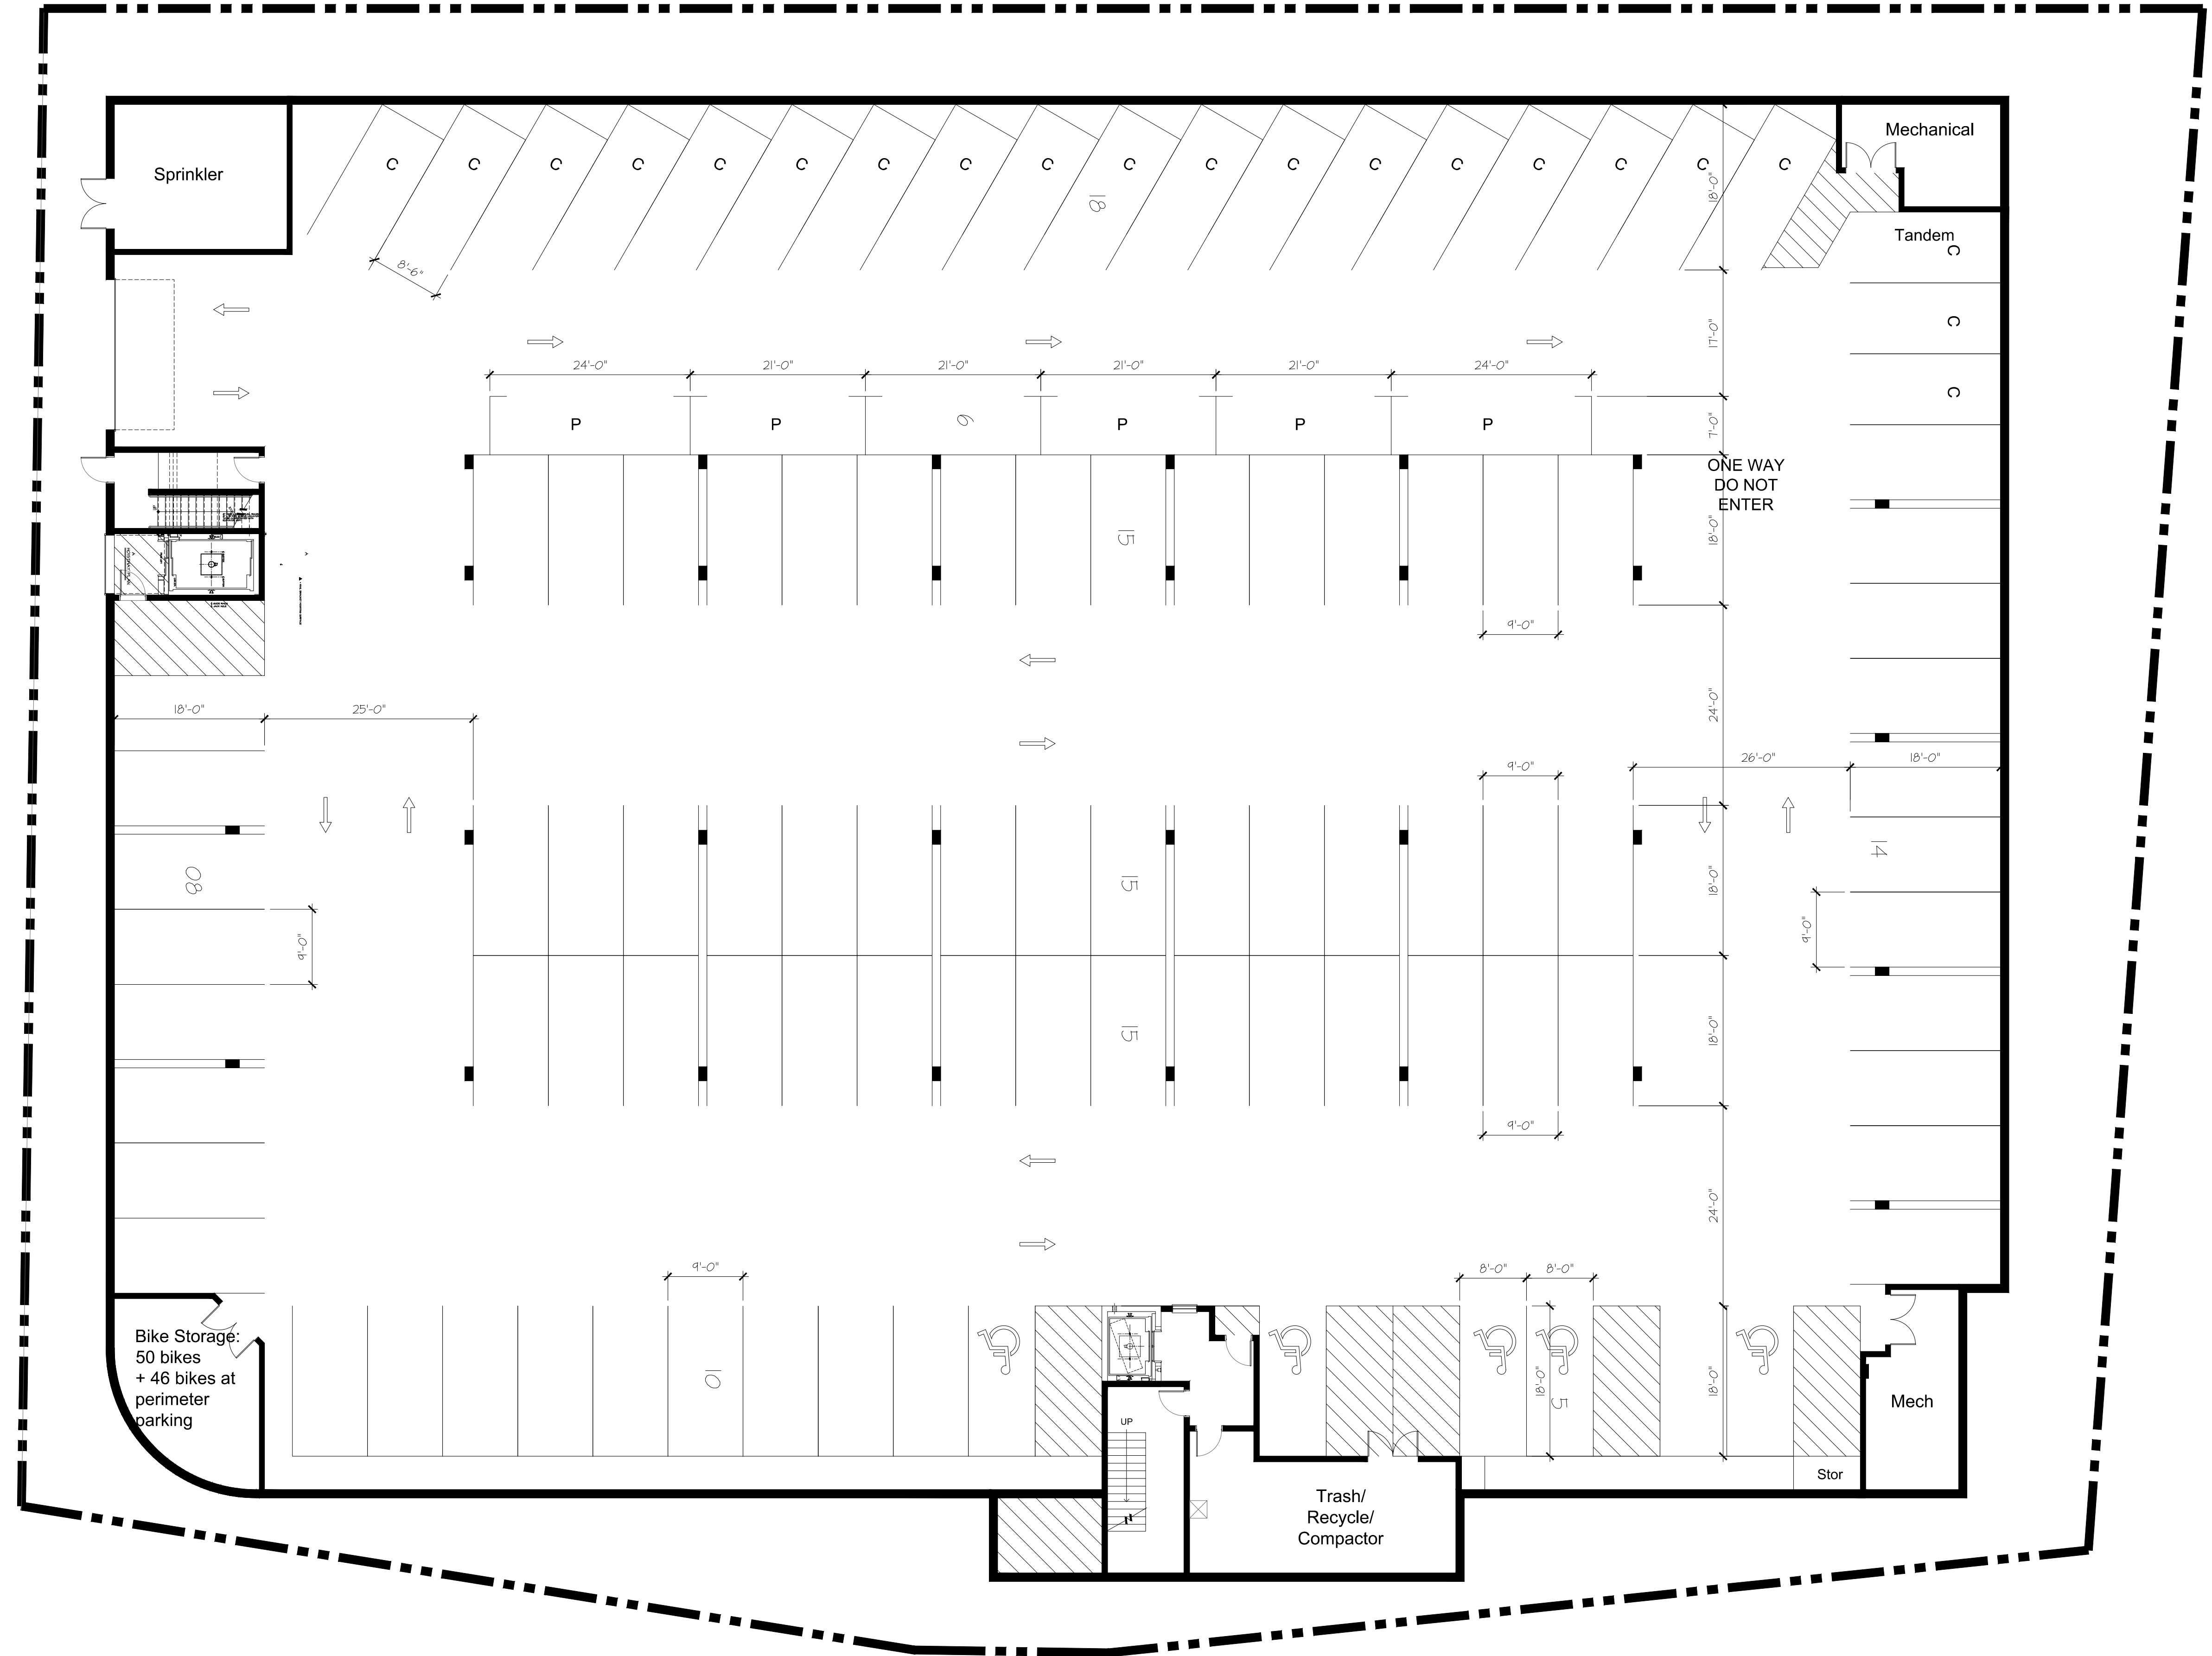 Mechanical
Sprinkler
C C C C C C C C C C C C C C C C C C
18
18'-0"
8'-6"
Tandem
C
C
C
17'-0"
24'-0" 21'-0" 21'-0" 21'-0" 21'-0" 24'-0"
P P 6 P P P
7'-0"
ONE WAY
DO NOT
ENTER
15
18'-0"
9'-0"
18'-0" 25'-0"
24'-0"
9'-0"
26'-0" 18'-0"
08
15
18'-0"
14
9'-0"
9'-0"
15
18'-0"
9'-0"
24'-0"
9'-0"
8'-0" 8'-0"
Bike Storage:
50 bikes
+ 46 bikes at
perimeter
parking
10
18'-0"
5
18'-0"
UP
Mech
Stor
Trash/
Recycle/
Compactor